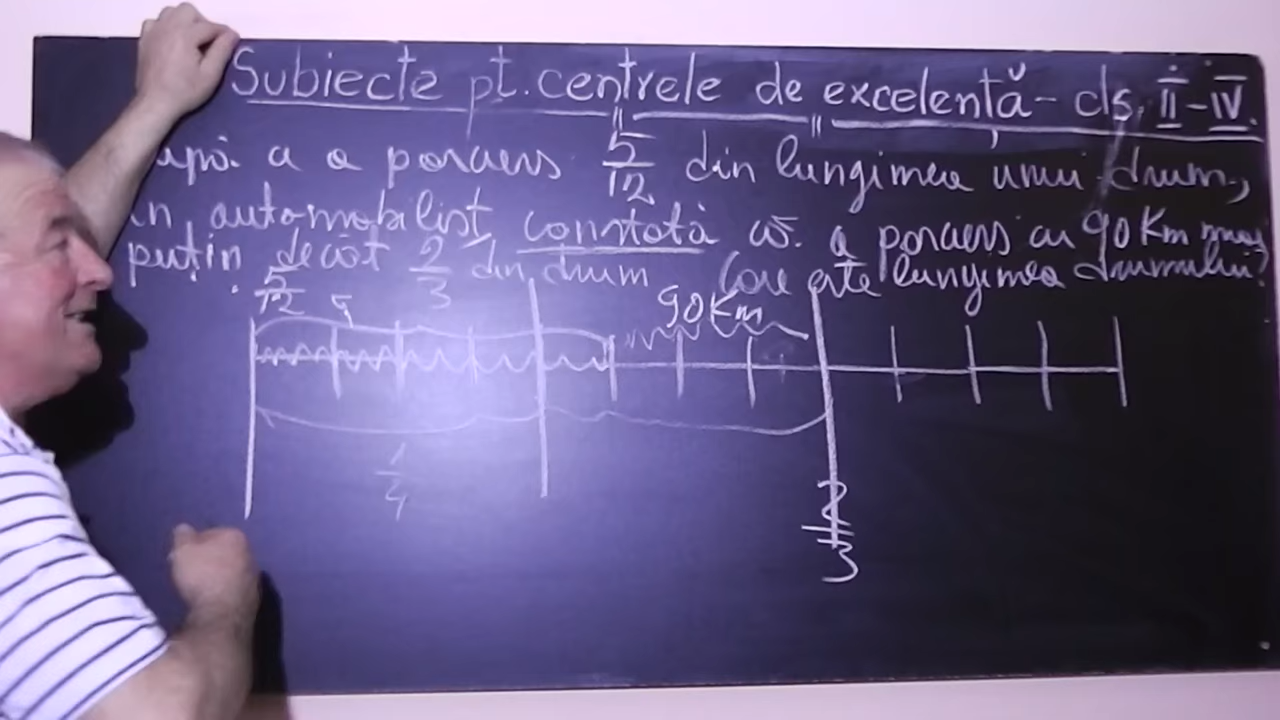 Subiecte pt. centrele de excelență - cls. II - IV.
după a a parcurs 5/12 din lungimea unui drum,
un automobilist constată că a parcurs cu 90 Km mai
puțin decât 2/3 din drum. Care este lungimea drumului?
5/12 5 90 Km
1/4
2/3